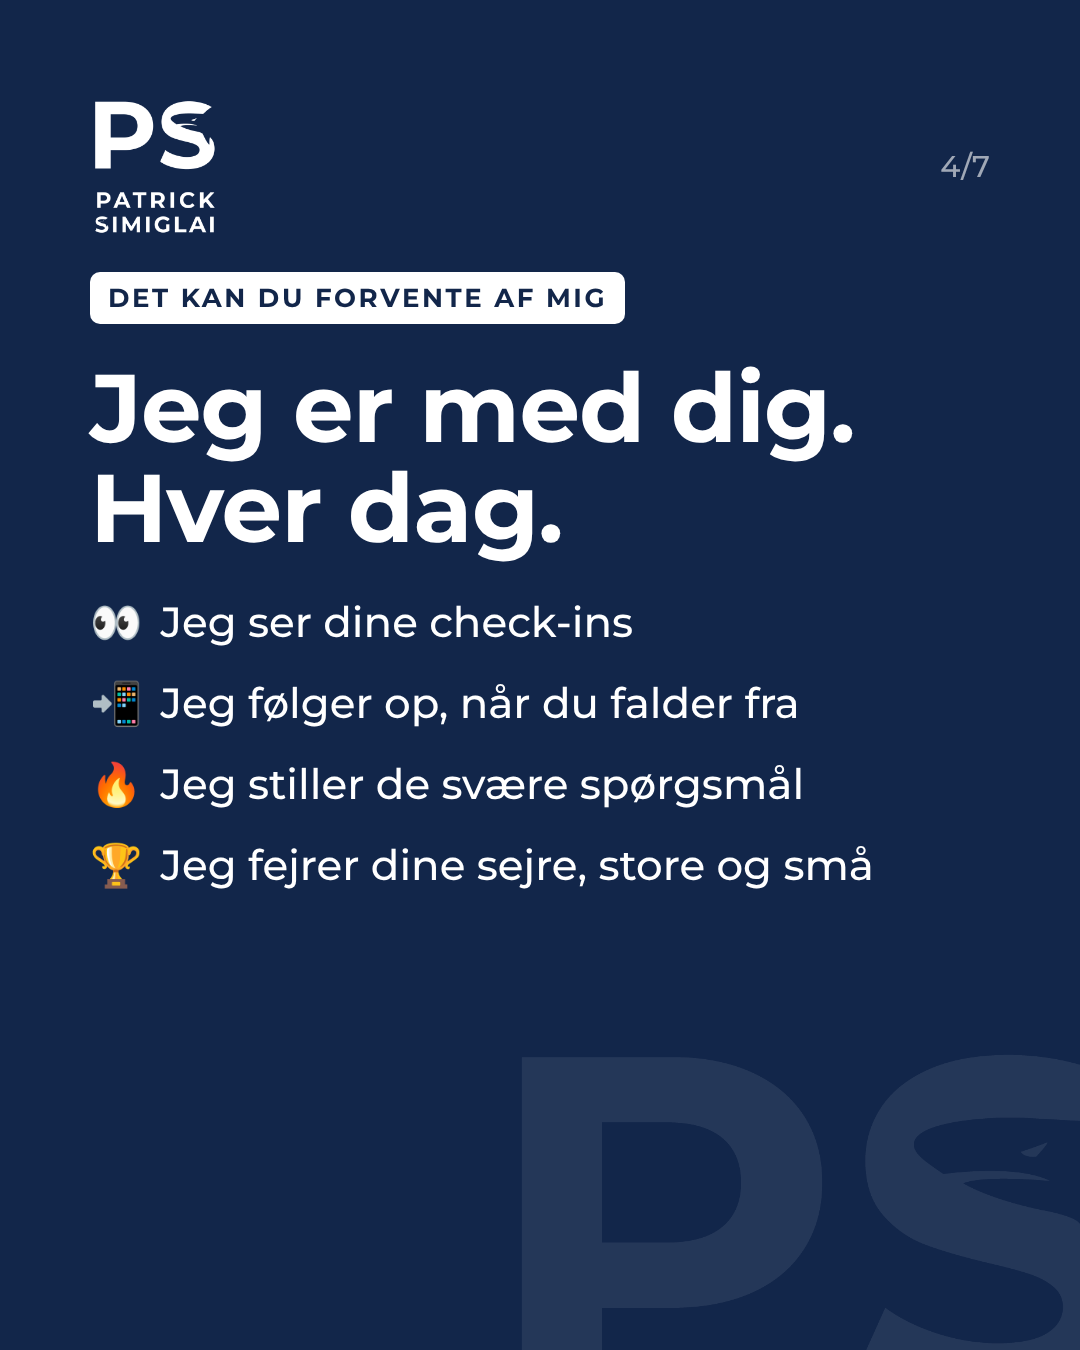 PS
PATRICK
SIMIGLAI
4/7
DET KAN DU FORVENTE AF MIG
Jeg er med dig.
Hver dag.
👀 Jeg ser dine check-ins
📲 Jeg følger op, når du falder fra
🔥 Jeg stiller de svære spørgsmål
🏆 Jeg fejrer dine sejre, store og små
PS